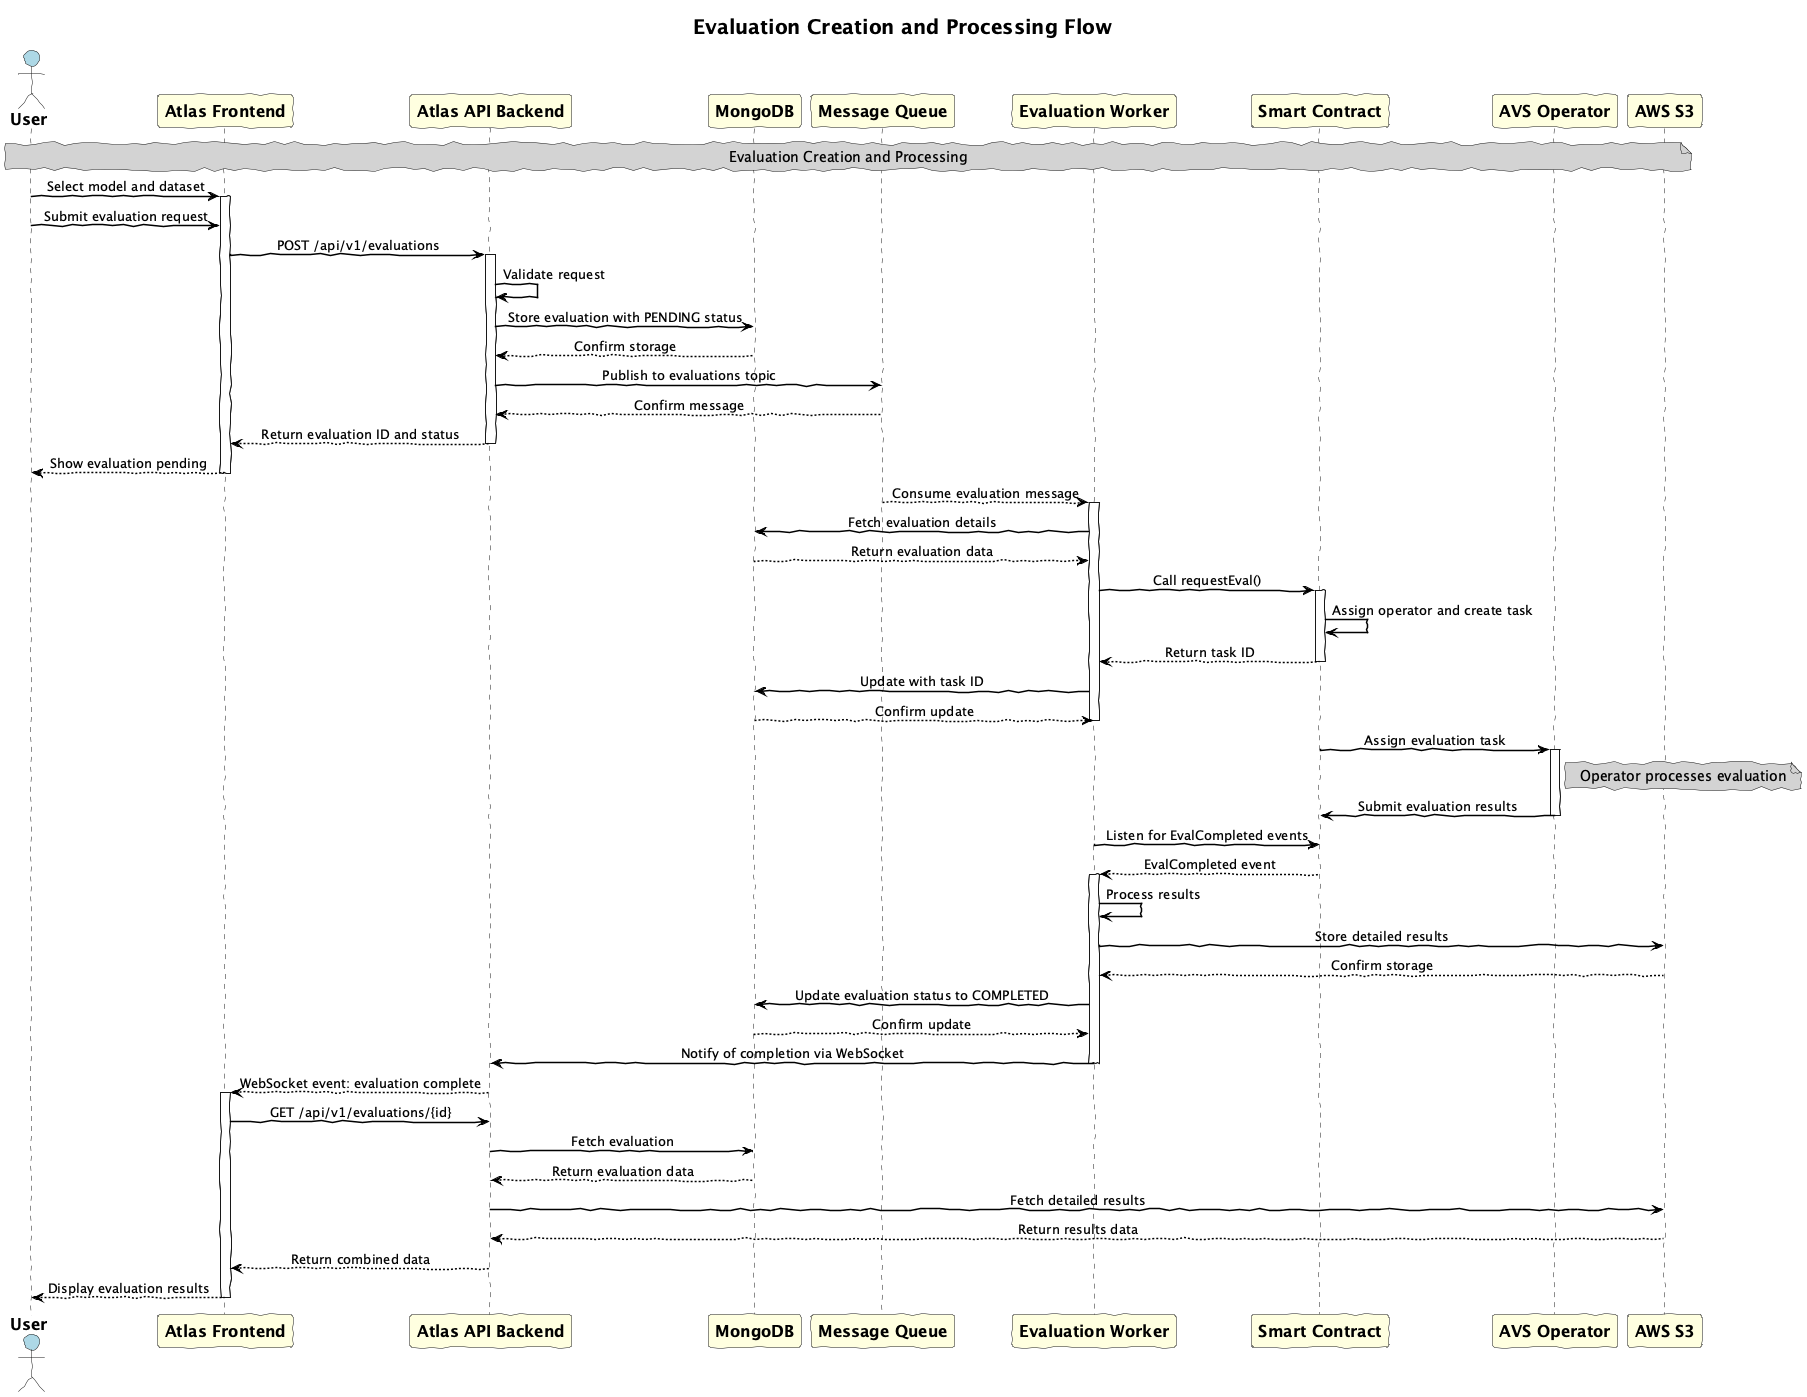 Evaluation Creation and Processing Flow
User
Atlas Frontend
Atlas API Backend
MongoDB
Message Queue
Evaluation Worker
Smart Contract
AVS Operator
AWS S3
Evaluation Creation and Processing
Select model and dataset
Submit evaluation request
POST /api/v1/evaluations
Validate request
Store evaluation with PENDING status
Confirm storage
Publish to evaluations topic
Confirm message
Return evaluation ID and status
Show evaluation pending
Consume evaluation message
Fetch evaluation details
Return evaluation data
Call requestEval()
Assign operator and create task
Return task ID
Update with task ID
Confirm update
Assign evaluation task
Operator processes evaluation
Submit evaluation results
Listen for EvalCompleted events
EvalCompleted event
Process results
Store detailed results
Confirm storage
Update evaluation status to COMPLETED
Confirm update
Notify of completion via WebSocket
WebSocket event: evaluation complete
GET /api/v1/evaluations/{id}
Fetch evaluation
Return evaluation data
Fetch detailed results
Return results data
Return combined data
Display evaluation results
User
Atlas Frontend
Atlas API Backend
MongoDB
Message Queue
Evaluation Worker
Smart Contract
AVS Operator
AWS S3